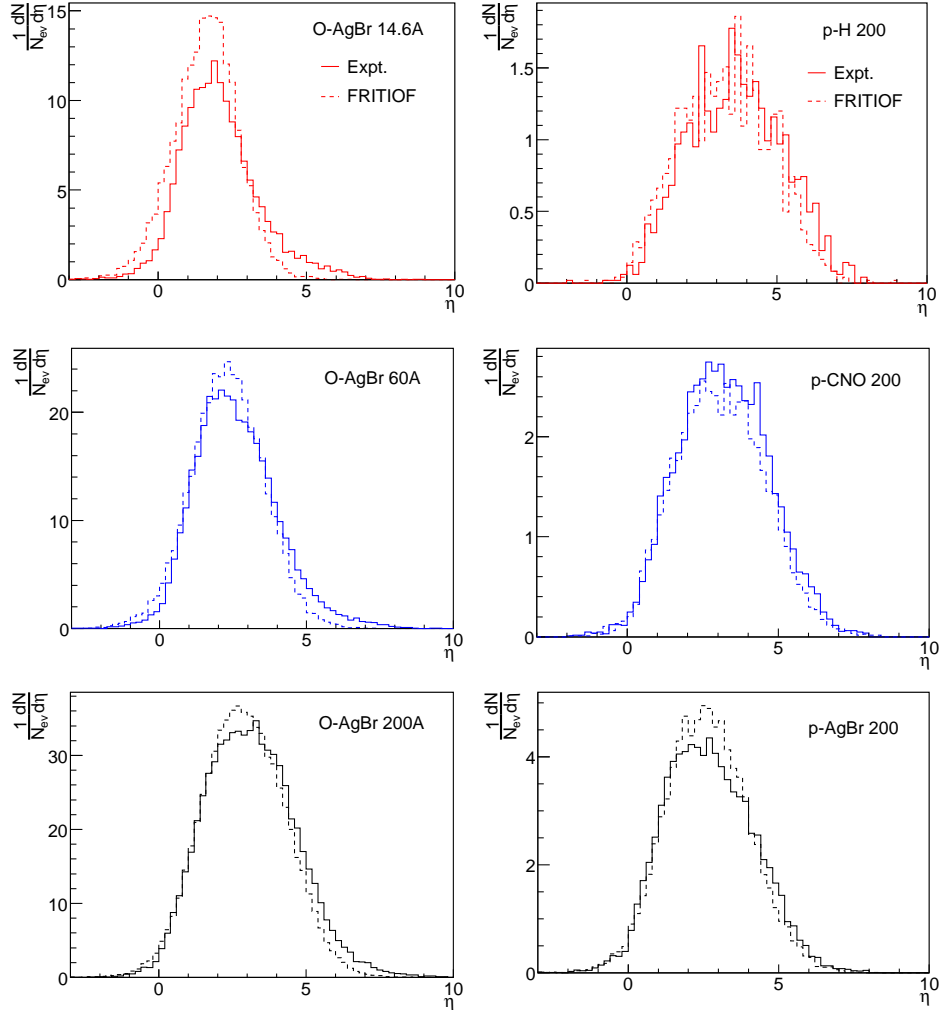 1 dN
N_ev dη
O-AgBr 14.6A
Expt.
FRITIOF
15
10
5
0
0 5 10
η
1 dN
N_ev dη
p-H 200
Expt.
FRITIOF
1.5
1
0.5
0
0 5 10
η
1 dN
N_ev dη
O-AgBr 60A
20
10
0
0 5 10
η
1 dN
N_ev dη
p-CNO 200
2
1
0
0 5 10
η
1 dN
N_ev dη
O-AgBr 200A
30
20
10
0
0 5 10
η
1 dN
N_ev dη
p-AgBr 200
4
2
0
0 5 10
η